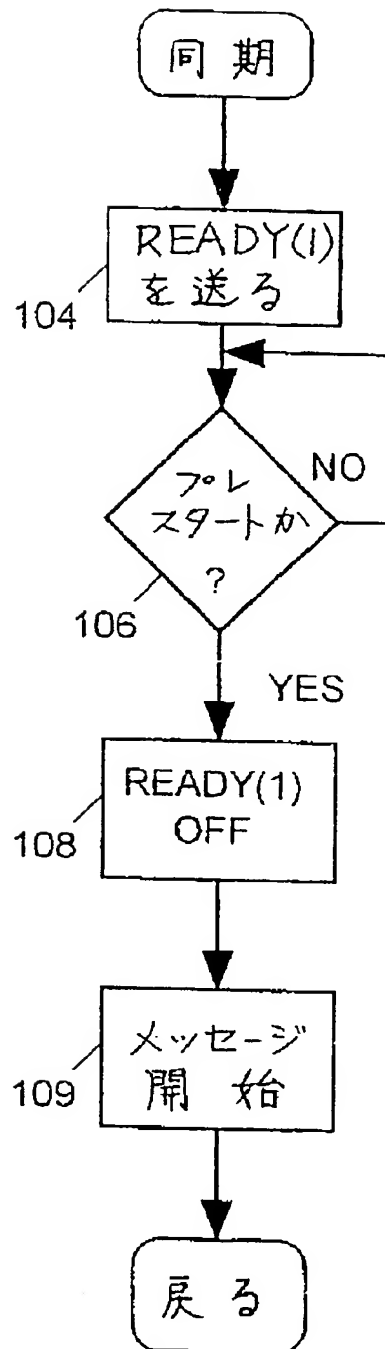 同期
READY(1)
を送る
104
プレ
スタートか
?
NO
106
YES
READY(1)
OFF
108
メッセージ
開始
109
戻る